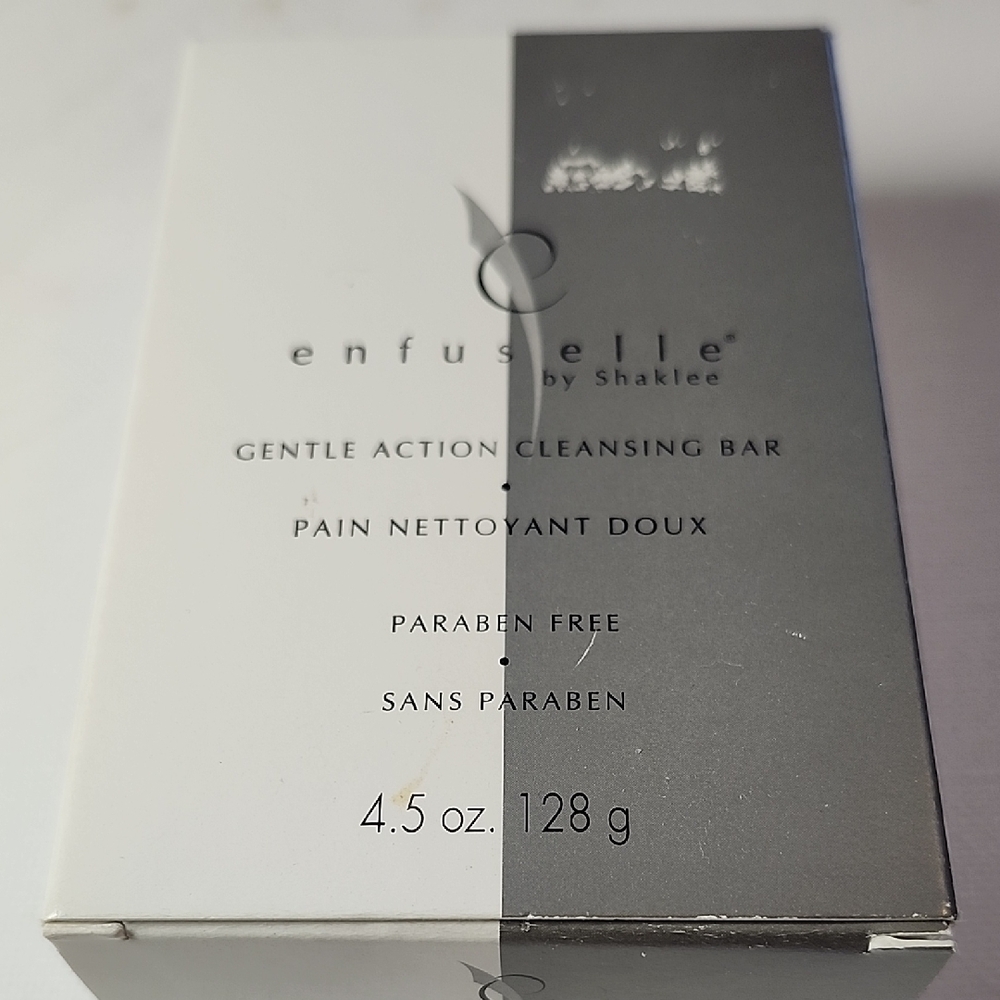 enfuselle®
by Shaklee
GENTLE ACTION CLEANSING BAR
•
PAIN NETTOYANT DOUX
PARABEN FREE
•
SANS PARABEN
4.5 oz. 128 g